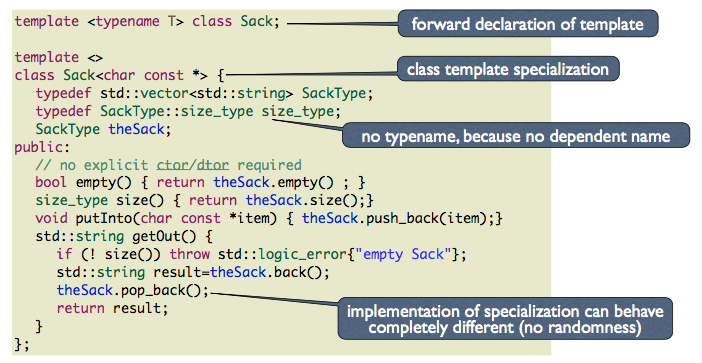 template <typename T> class Sack;
forward declaration of template
template <>
class Sack<char const *> {
class template specialization
typedef std::vector<std::string> SackType;
typedef SackType::size_type size_type;
SackType theSack;
no typename, because no dependent name
public:
// no explicit ctor/dtor required
bool empty() { return theSack.empty() ; }
size_type size() { return theSack.size();}
void putInto(char const *item) { theSack.push_back(item);}
std::string getOut() {
if (! size()) throw std::logic_error{"empty Sack"};
std::string result=theSack.back();
theSack.pop_back();
return result;
implementation of specialization can behave
completely different (no randomness)
}
};